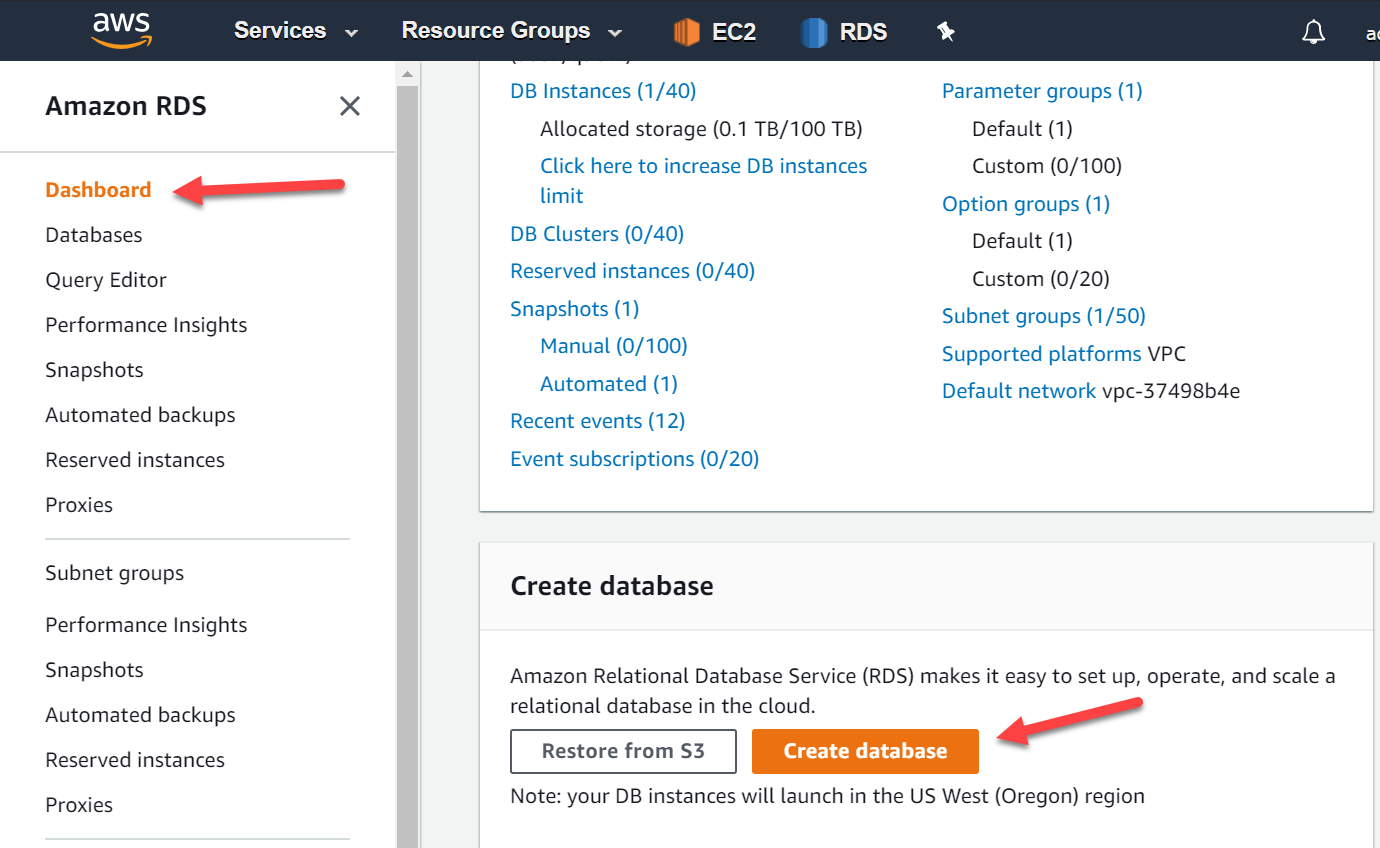 aws
Services
Resource Groups
EC2
RDS
Amazon RDS
Dashboard
Databases
Query Editor
Performance Insights
Snapshots
Automated backups
Reserved instances
Proxies
Subnet groups
Performance Insights
Snapshots
Automated backups
Reserved instances
Proxies
DB Instances (1/40)
Allocated storage (0.1 TB/100 TB)
Click here to increase DB instances
limit
DB Clusters (0/40)
Reserved instances (0/40)
Snapshots (1)
Manual (0/100)
Automated (1)
Recent events (12)
Event subscriptions (0/20)
Parameter groups (1)
Default (1)
Custom (0/100)
Option groups (1)
Default (1)
Custom (0/20)
Subnet groups (1/50)
Supported platforms VPC
Default network vpc-37498b4e
Create database
Amazon Relational Database Service (RDS) makes it easy to set up, operate, and scale a
relational database in the cloud.
Restore from S3
Create database
Note: your DB instances will launch in the US West (Oregon) region